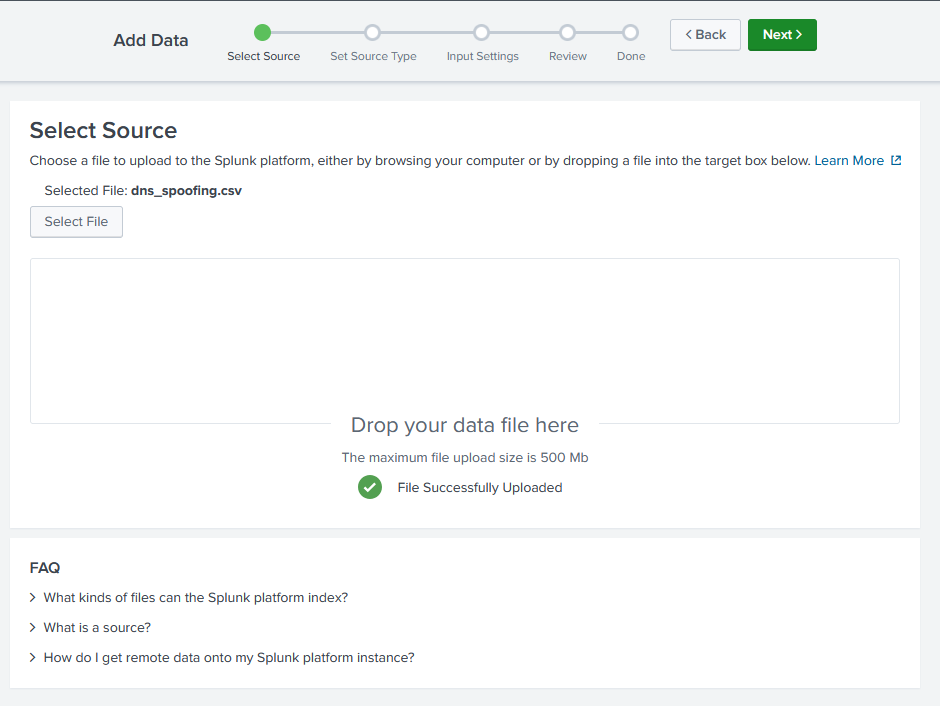 Add Data
Select Source
Set Source Type
Input Settings
Review
Done
< Back
Next >
Select Source
Choose a file to upload to the Splunk platform, either by browsing your computer or by dropping a file into the target box below. Learn More
Selected File: dns_spoofing.csv
Select File
Drop your data file here
The maximum file upload size is 500 Mb
File Successfully Uploaded
FAQ
> What kinds of files can the Splunk platform index?
> What is a source?
> How do I get remote data onto my Splunk platform instance?